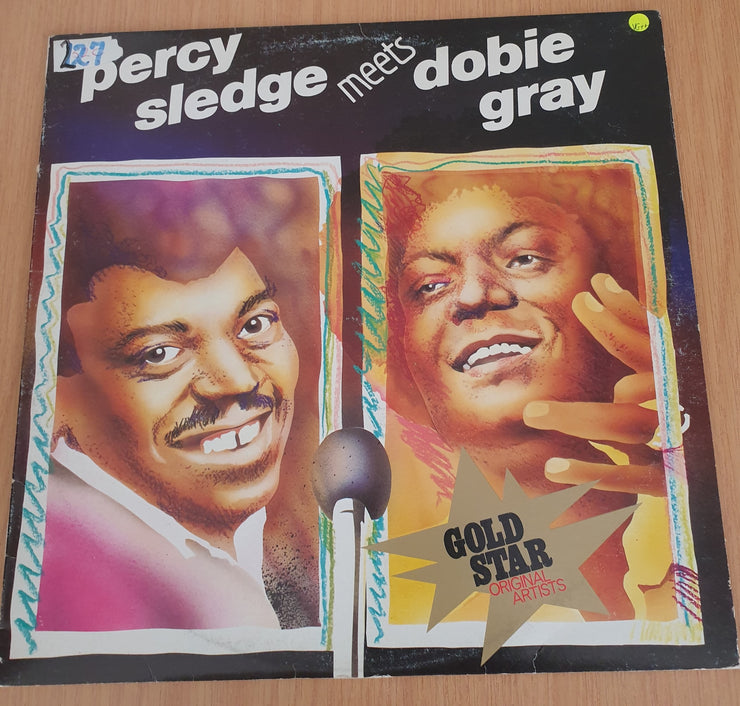 227
percy
sledge
meets
dobie
gray
GOLD
STAR
ORIGINAL
ARTISTS